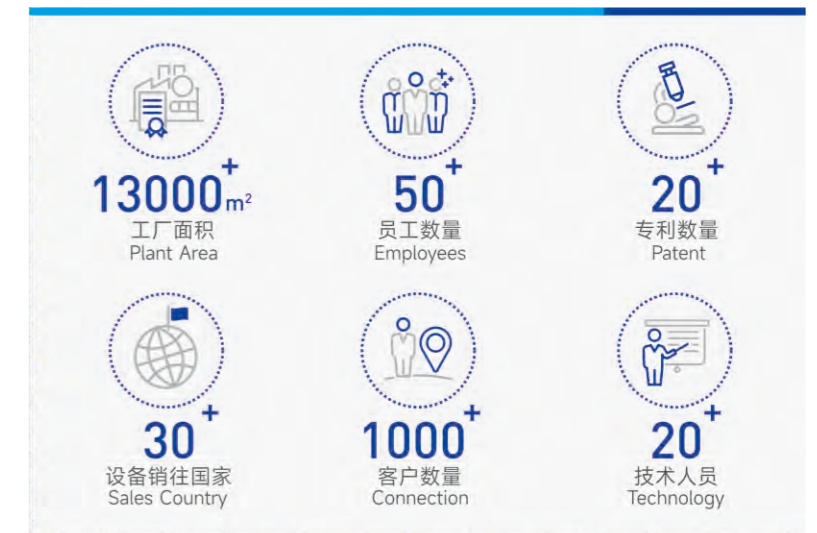 13000+m²
50+
20+
工厂面积
员工数量
专利数量
Plant Area
Employees
Patent
30+
1000+
20+
设备销往国家
客户数量
技术人员
Sales Country
Connection
Technology